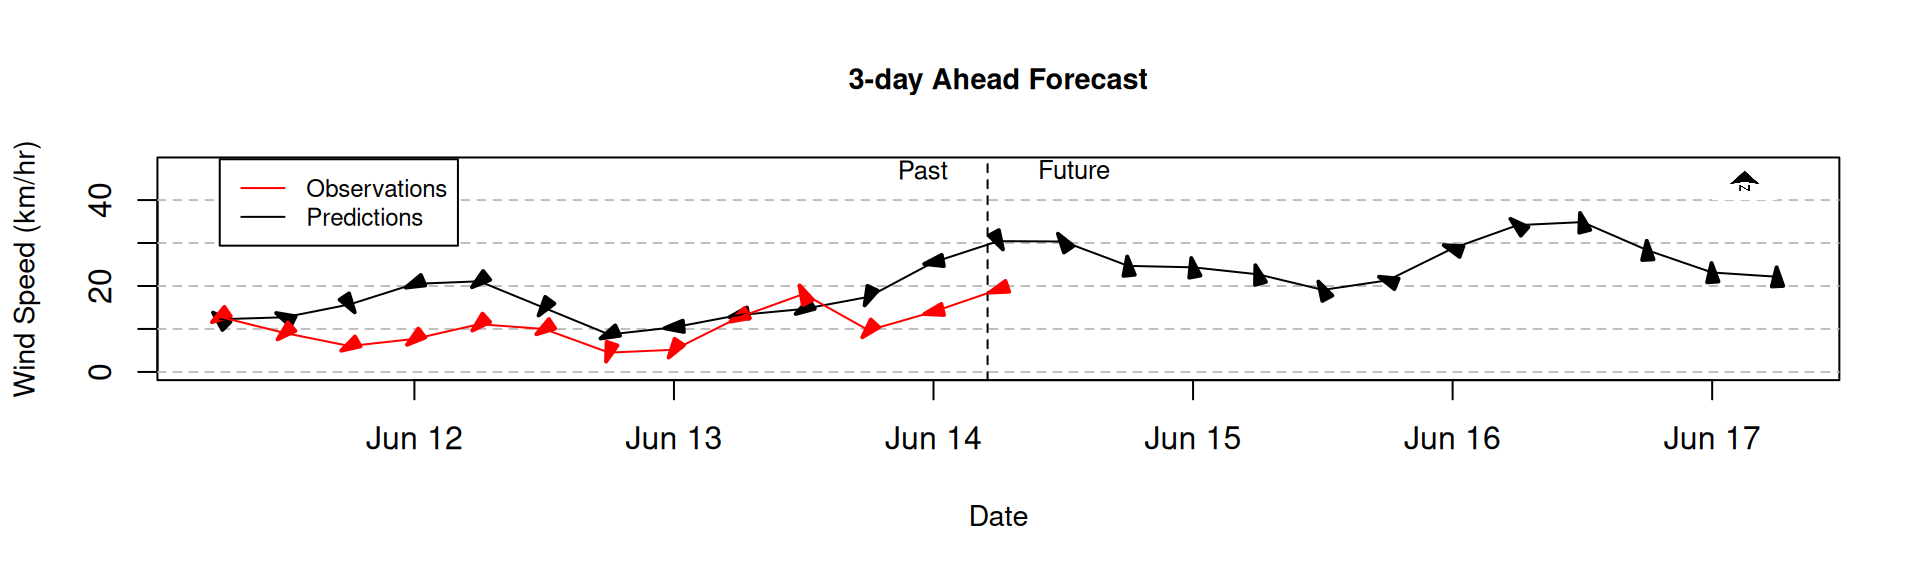 3-day Ahead Forecast
Wind Speed (km/hr)
40
20
0
Observations
Predictions
Past
Future
N
Jun 12
Jun 13
Jun 14
Jun 15
Jun 16
Jun 17
Date